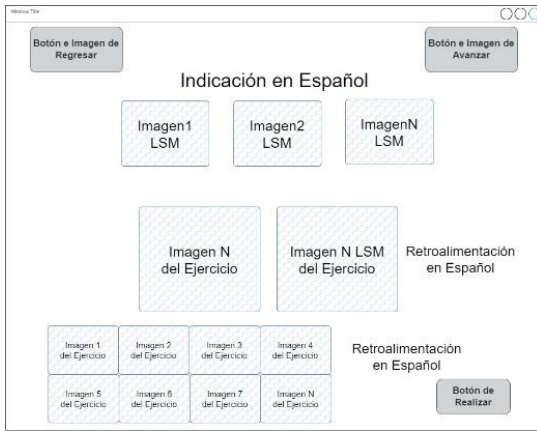 Window Title
Botón e Imagen de
Regresar
Botón e Imagen de
Avanzar
Indicación en Español
Imagen1
LSM
Imagen2
LSM
ImagenN
LSM
Imagen N
del Ejercicio
Imagen N LSM
del Ejercicio
Retroalimentación
en Español
Imagen 1
del Ejercicio
Imagen 2
del Ejercicio
Imagen 3
del Ejercicio
Imagen 4
del Ejercicio
Retroalimentación
en Español
Imagen 5
del Ejercicio
Imagen 6
del Ejercicio
Imagen 7
del Ejercicio
Imagen N
del Ejercicio
Botón de
Realizar